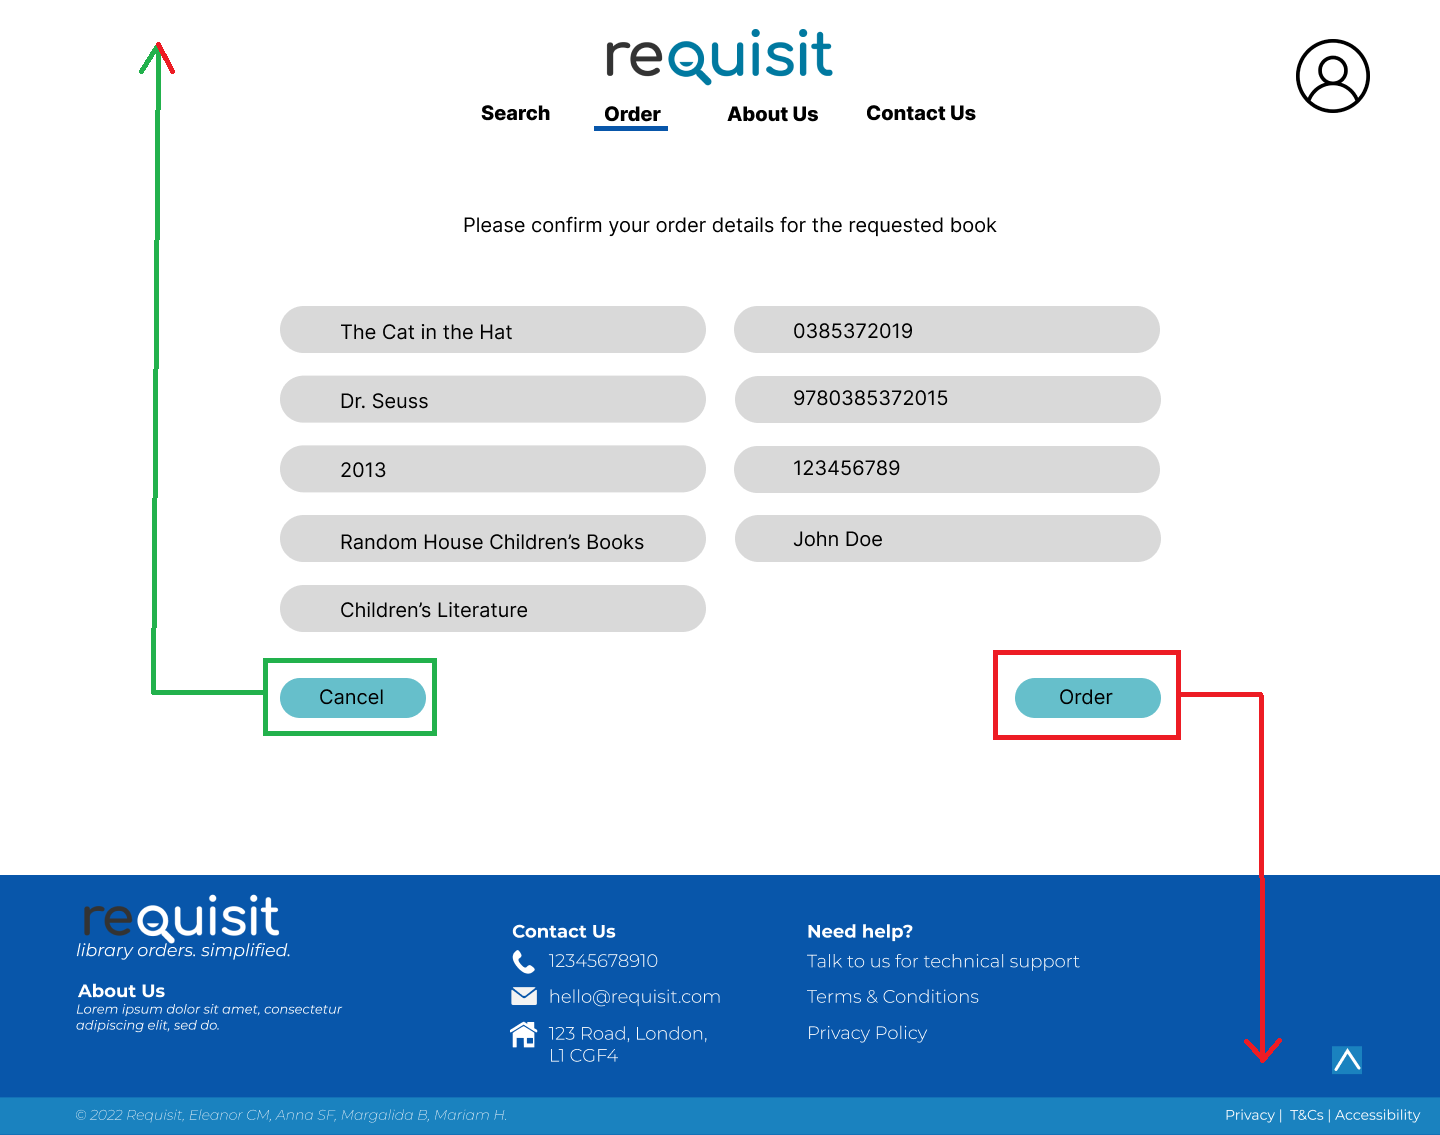 requisit
Search
Order
About Us
Contact Us
Please confirm your order details for the requested book
The Cat in the Hat
0385372019
Dr. Seuss
9780385372015
2013
123456789
Random House Children’s Books
John Doe
Children’s Literature
Cancel
Order
requisit
library orders. simplified.
About Us
Lorem ipsum dolor sit amet, consectetur
adipiscing elit, sed do.
Contact Us
12345678910
hello@requisit.com
123 Road, London,
L1 CGF4
Need help?
Talk to us for technical support
Terms & Conditions
Privacy Policy
© 2022 Requisit, Eleanor CM, Anna SF, Margalida B, Mariam H.
Privacy | T&Cs | Accessibility